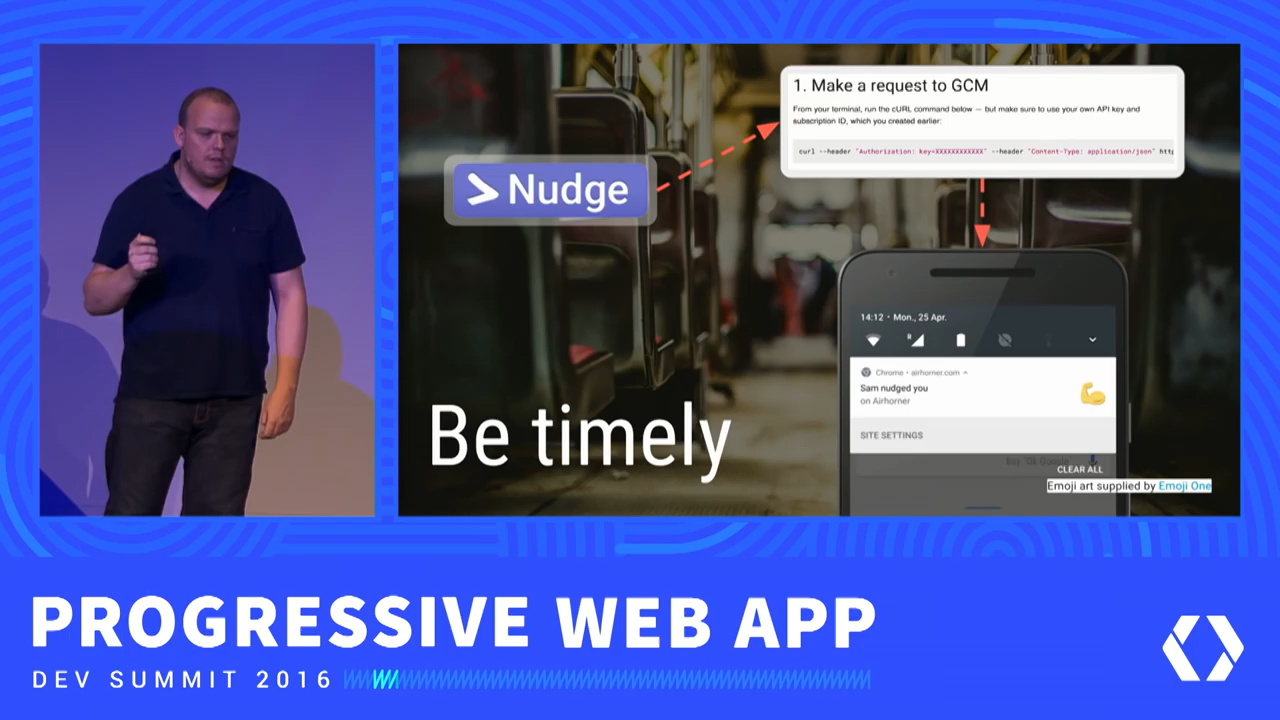 1. Make a request to GCM
From your terminal, run the cURL command below — but make sure to use your own API key and
subscription ID, which you created earlier:
curl --header "Authorization: key=XXXXXXXXXXXX" --header "Content-Type: application/json" http
Nudge
14:12 • Mon., 25 Apr.
R
Chrome • airhorner.com
Sam nudged you
on Airhorner
SITE SETTINGS
Say "Ok Google"
Be timely
CLEAR ALL
Emoji art supplied by Emoji One
PROGRESSIVE WEB APP
DEV SUMMIT 2016